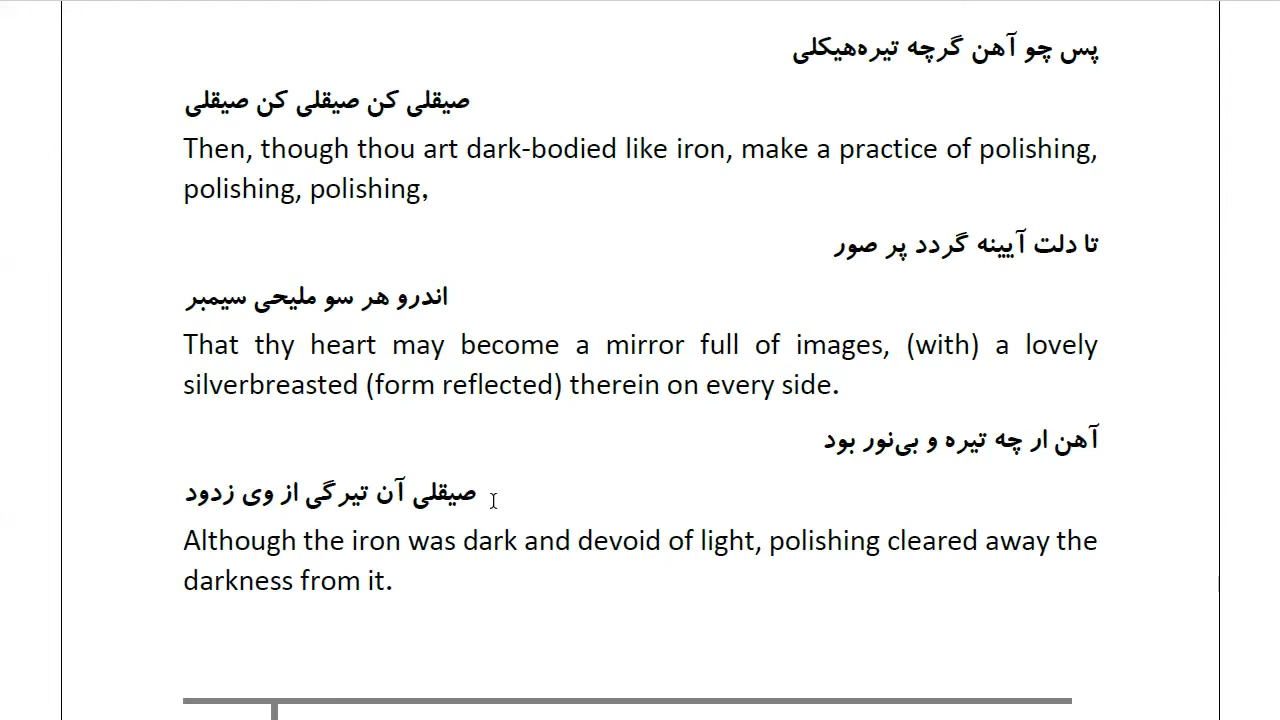 پس چو آهن گرچه تیره‌هیکلی
صیقلی کن صیقلی کن صیقلی
Then, though thou art dark-bodied like iron, make a practice of polishing,
polishing, polishing,
تا دلت آیینه گردد پر صور
اندرو هر سو ملیحی سیمبر
That thy heart may become a mirror full of images, (with) a lovely
silverbreasted (form reflected) therein on every side.
آهن ار چه تیره و بی‌نور بود
صیقلی آن تیرگی از وی زدود
Although the iron was dark and devoid of light, polishing cleared away the
darkness from it.